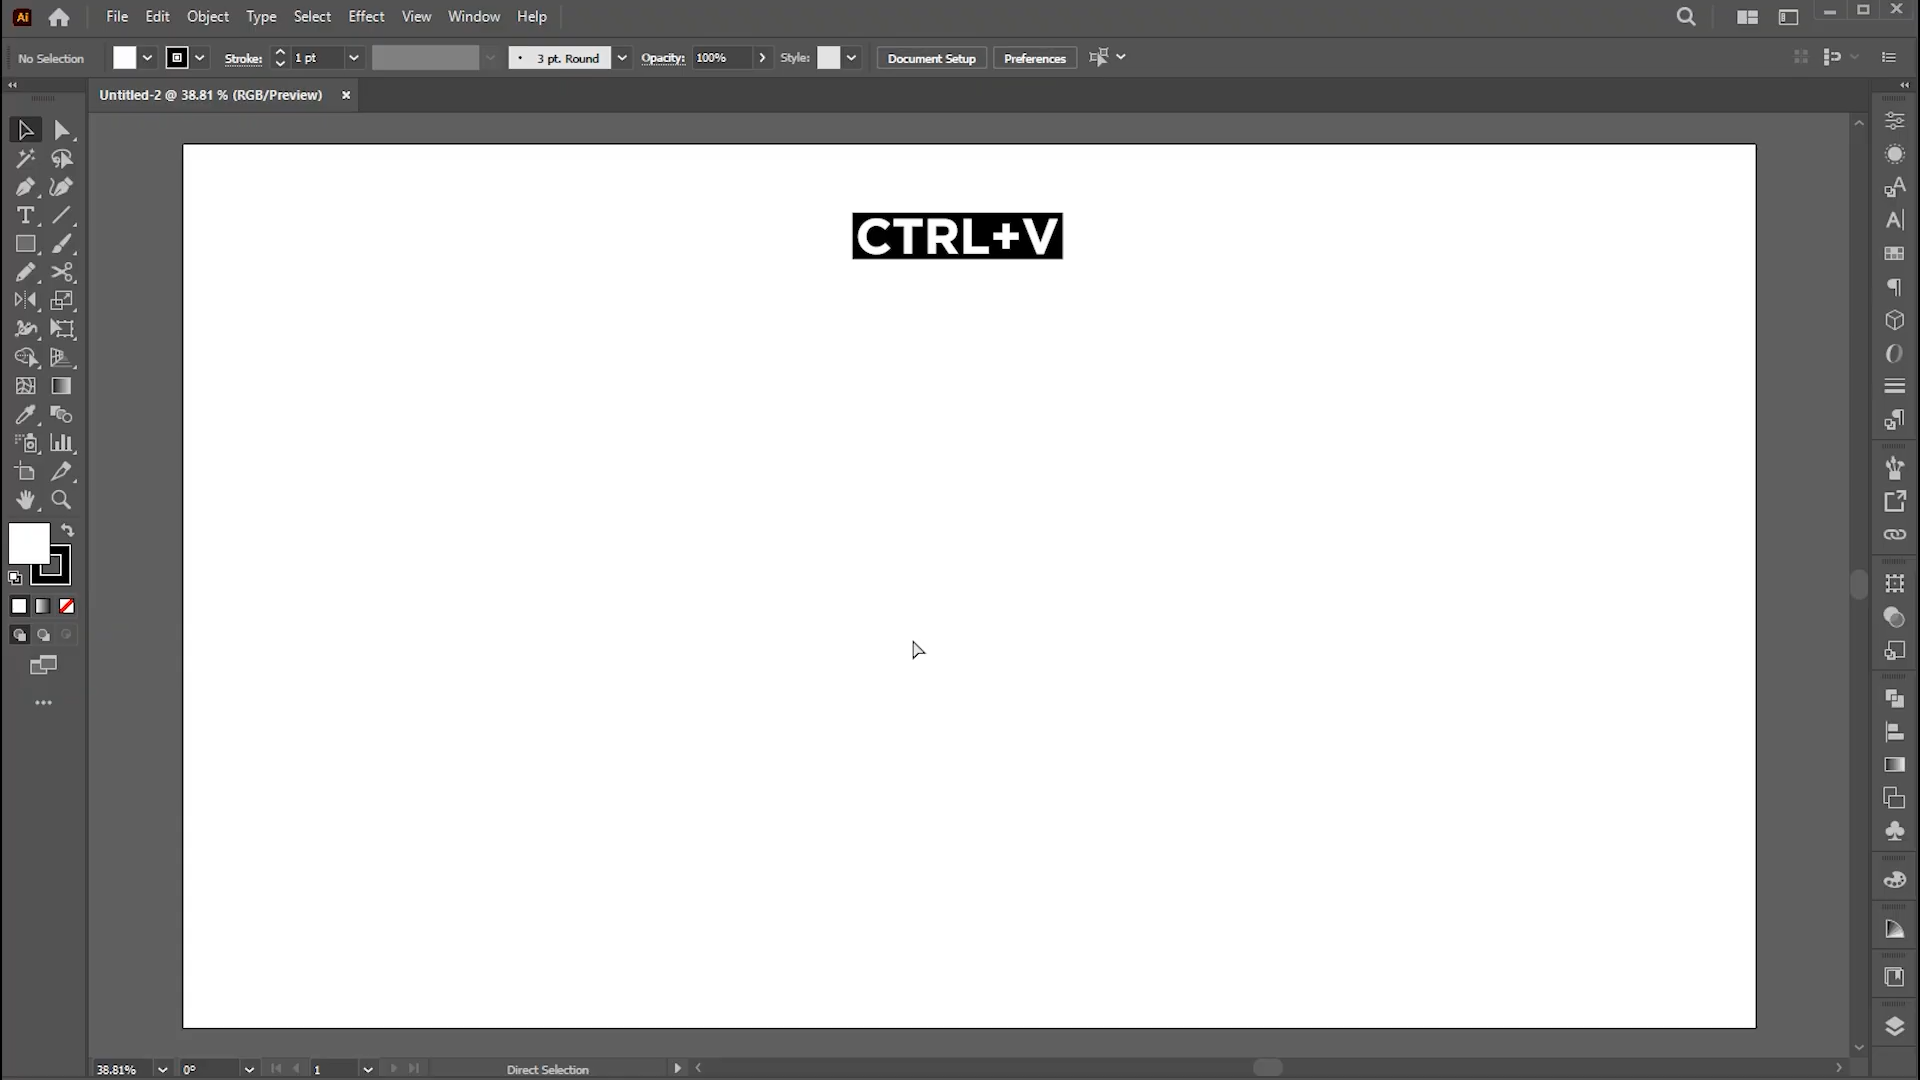 Ai File Edit Object Type Select Effect View Window Help
No Selection Stroke: 1 pt 3 pt. Round Opacity: 100% Style: Document Setup Preferences
Untitled-2 @ 38.81 % (RGB/Preview) ×
CTRL+V
38.81% 0° 1 Direct Selection